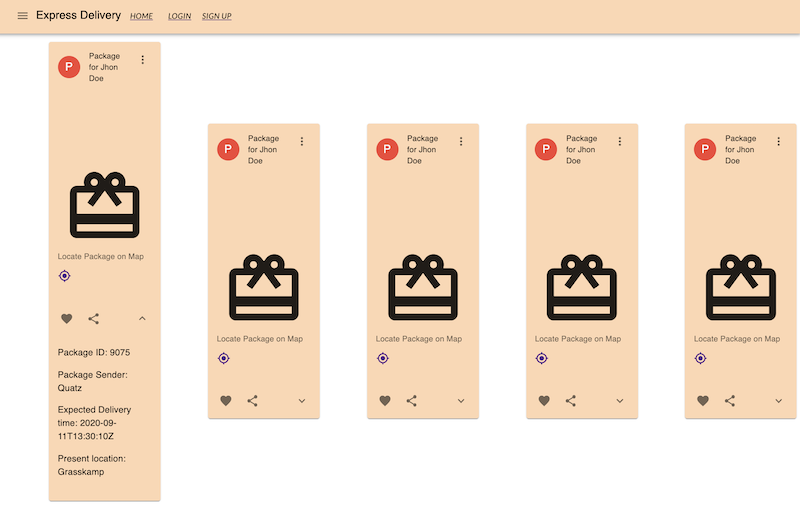 Express Delivery HOME LOGIN SIGN UP
P
Package
for Jhon
Doe
Locate Package on Map
Package ID: 9075
Package Sender:
Quatz
Expected Delivery
time: 2020-09-
11T13:30:10Z
Present location:
Grasskamp
P
Package
for Jhon
Doe
Locate Package on Map
P
Package
for Jhon
Doe
Locate Package on Map
P
Package
for Jhon
Doe
Locate Package on Map
P
Package
for Jhon
Doe
Locate Package on Map